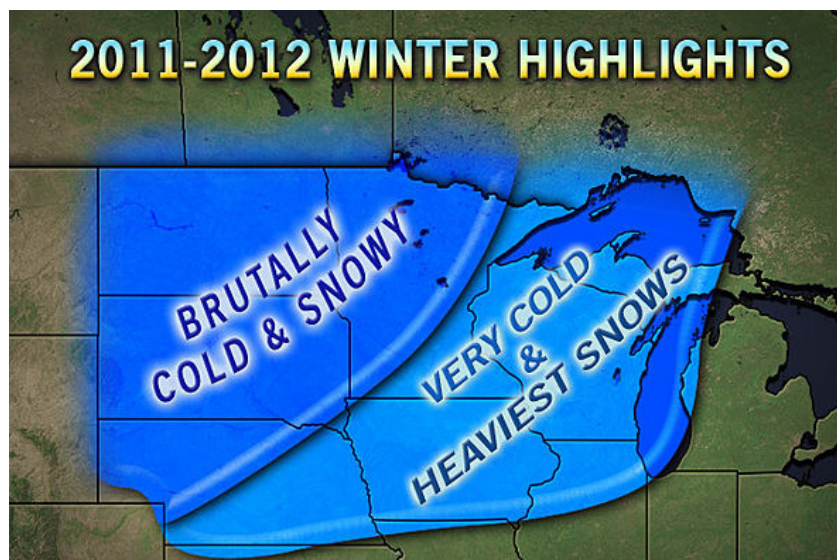 2011-2012 WINTER HIGHLIGHTS
BRUTALLY
COLD & SNOWY
VERY COLD
&
HEAVIEST SNOWS